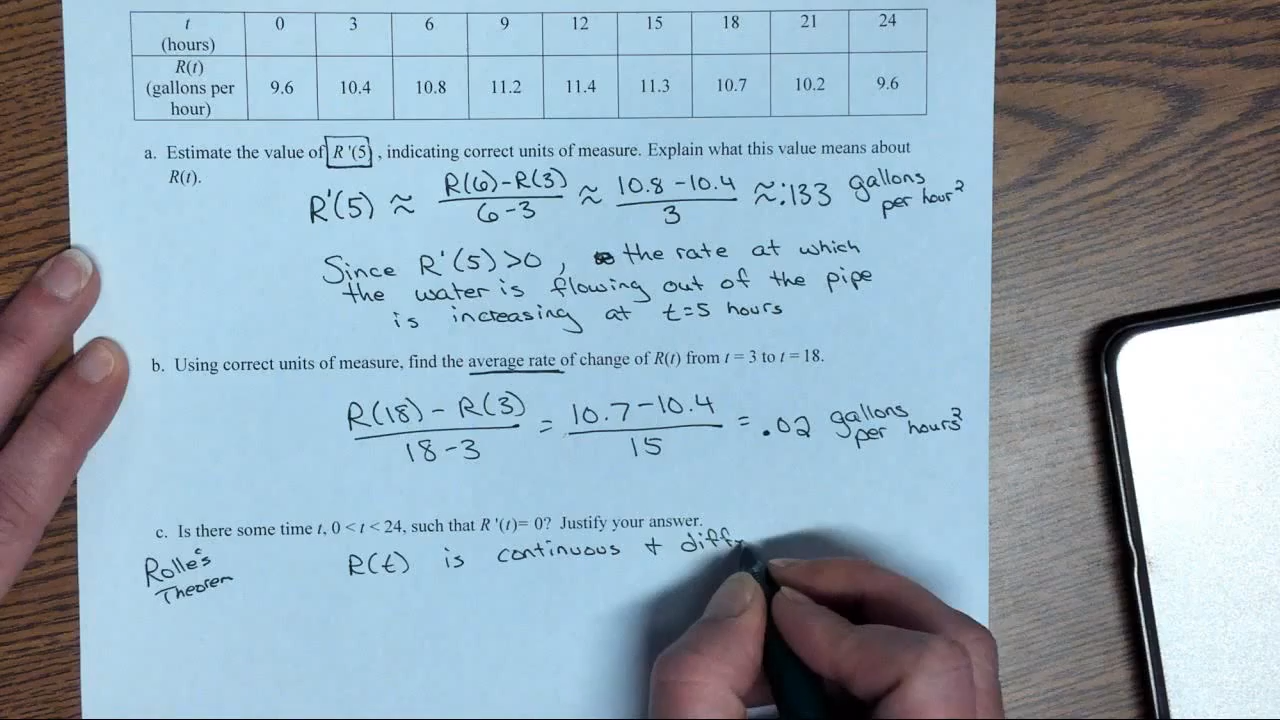 t (hours) 0 3 6 9 12 15 18 21 24
R(t) (gallons per hour) 9.6 10.4 10.8 11.2 11.4 11.3 10.7 10.2 9.6
a. Estimate the value of R '(5) , indicating correct units of measure. Explain what this value means about
R(t).
R'(5) ≈ R(6)-R(3) / 6-3 ≈ 10.8-10.4 / 3 ≈ .133 gallons per hour²
Since R'(5) >0 , the rate at which
the water is flowing out of the pipe
is increasing at t=5 hours
b. Using correct units of measure, find the average rate of change of R(t) from t = 3 to t = 18.
R(18) - R(3) / 18-3 = 10.7-10.4 / 15 = .02 gallons per hours²
c. Is there some time t, 0 < t < 24, such that R '(t)= 0? Justify your answer.
Rolle's
Theorem
R(t) is continuous + diff